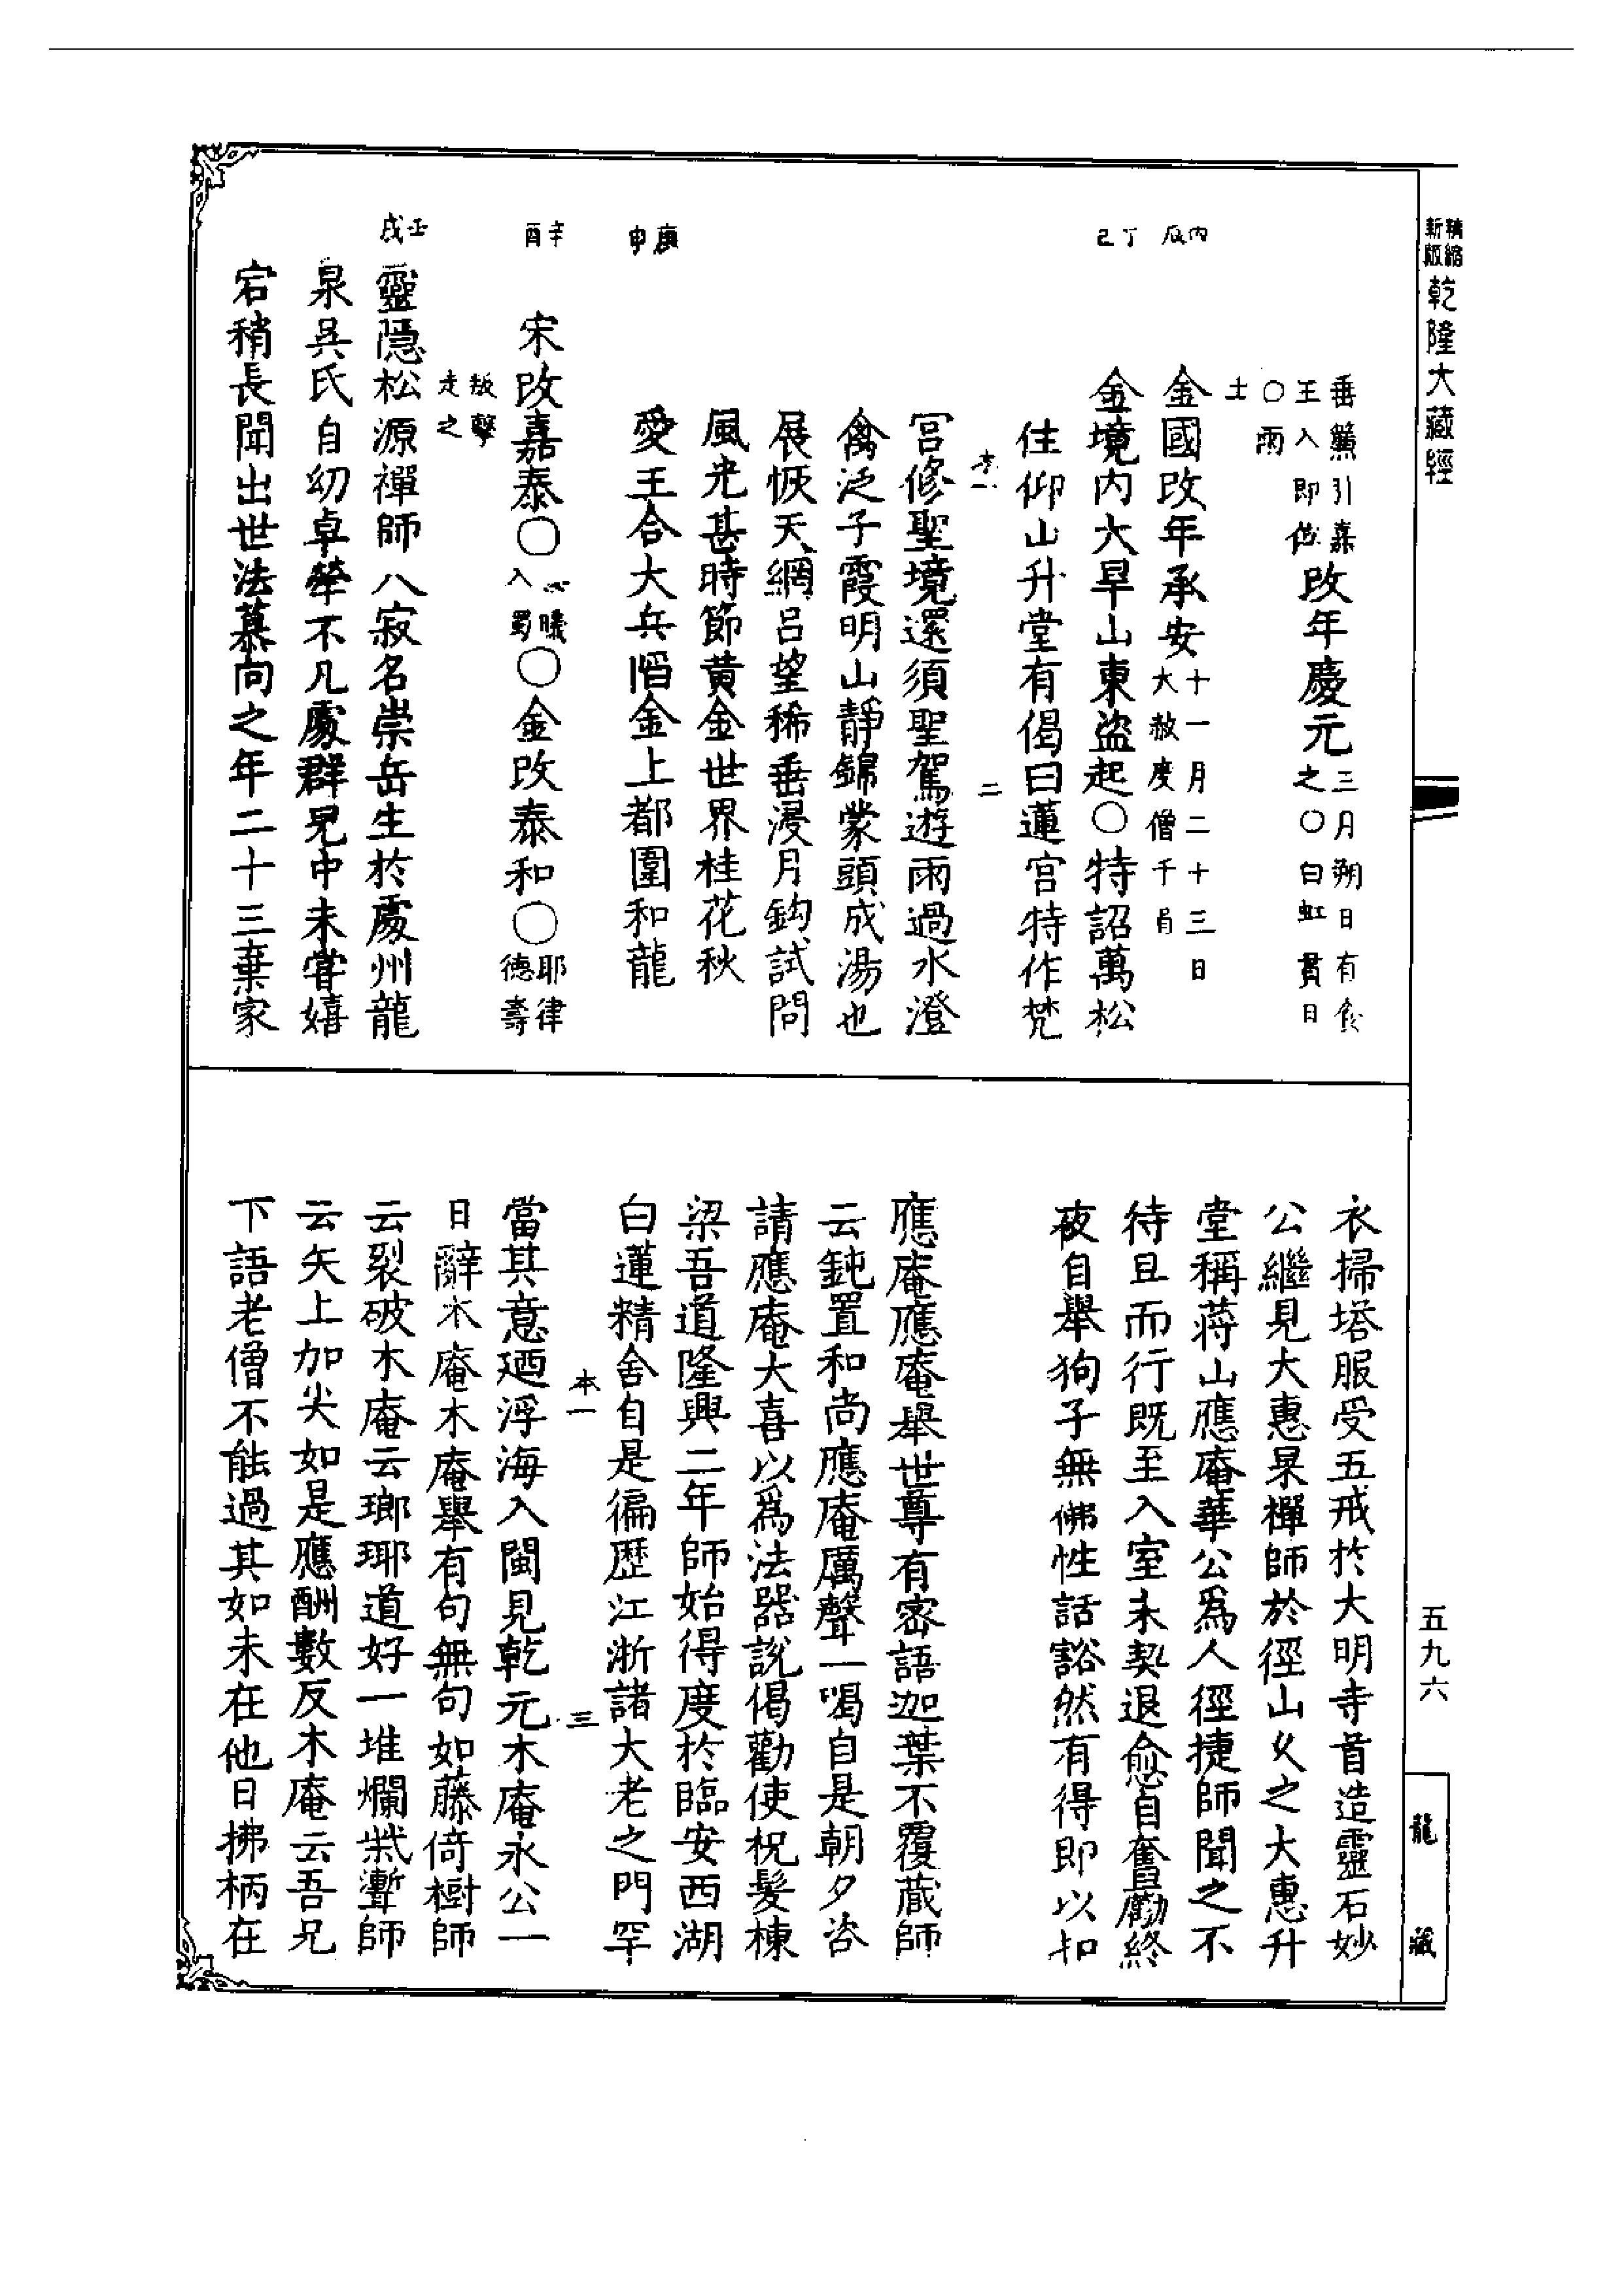 精縮新版乾隆大藏經
垂簾引嘉王入即位改年慶元三月朔日有食之〇白虹貫日〇雨土
丙辰
金國改年承安十一月二十三日大赦度僧千員
丁巳
金境內大旱山東盜起〇特詔萬松
住仰山升堂有偈曰蓮宮特作梵
二
宮修聖境還須聖駕遊雨過水澄
禽泛子霞明山靜錦蒙頭成湯也
展恢天網呂望稀垂浸月鈎試問
風光甚時節黃金世界桂花秋
庚申
愛王合大兵㨵金上都圍和龍
辛酉
宋改嘉泰〇曦入蜀〇金改泰和〇耶律德壽
叛擊走之
壬戌
靈隱松源禪師八寂名崇岳生於處州龍
泉吳氏自幼卓犖不凡處群兒中未甞嬉
宕稍長聞出世法慕向之年二十三棄家
衣掃塔服受五戒於大明寺首造靈石妙
公繼見大惠杲禪師於徑山久之大惠升
堂稱蔣山應庵華公為人徑捷師聞之不
待旦而行既至入室未契退愈自奮勵終
夜自舉狗子無佛性話豁然有得即以扣
應庵應庵舉世尊有密語迦葉不覆藏師
云鈍置和尚應庵厲聲一喝自是朝夕咨
請應庵大喜以為法器說偈勸使祝髮棟
梁吾道隆興二年師始得度於臨安西湖
白蓮精舍自是徧歷江浙諸大老之門罕
本一 三
當其意迺浮海入閩見乾元木庵永公一
日辭木庵木庵舉有句無句如藤倚樹師
云裂破木庵云瑯琊道好一堆爛柴聻師
云矢上加尖如是應酬數反木庵云吾兄
下語老僧不能過其如未在他日拂柄在
五九六
龍藏